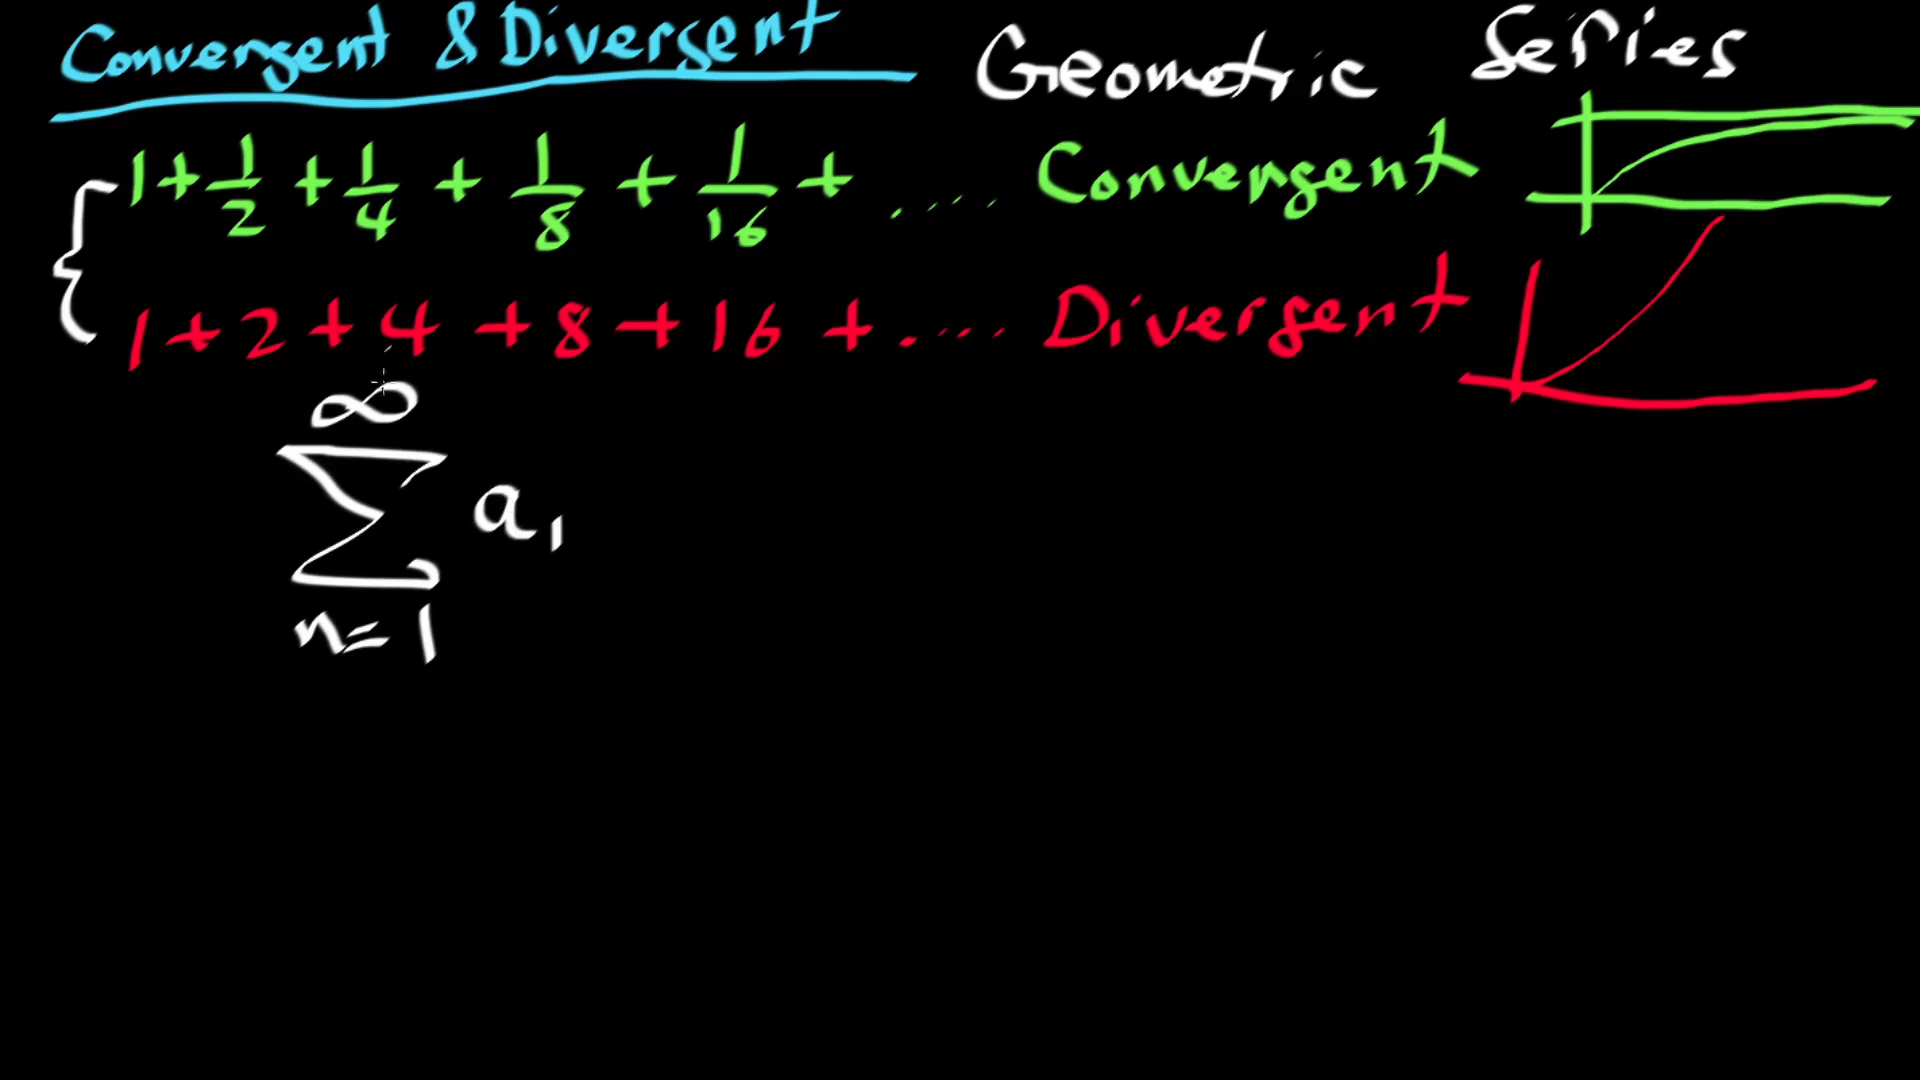 Convergent & Divergent Geometric Series
1 + 1/2 + 1/4 + 1/8 + 1/16 + .... Convergent
1 + 2 + 4 + 8 + 16 + .... Divergent
∞
∑ a₁
n=1